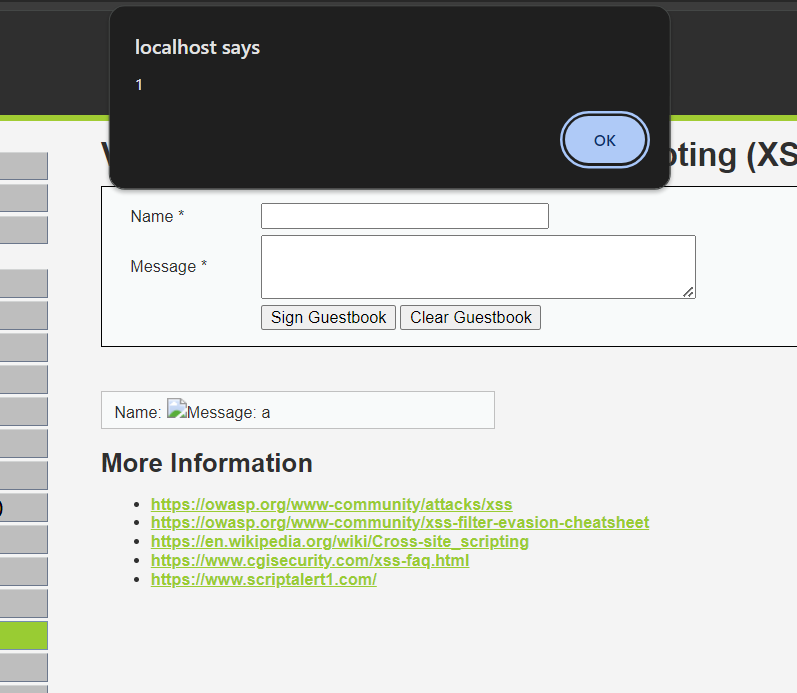 localhost says
1
OK
V
oting (XS
Name *
Message *
Sign Guestbook Clear Guestbook
Name: Message: a
More Information
https://owasp.org/www-community/attacks/xss
https://owasp.org/www-community/xss-filter-evasion-cheatsheet
https://en.wikipedia.org/wiki/Cross-site_scripting
https://www.cgisecurity.com/xss-faq.html
https://www.scriptalert1.com/
)